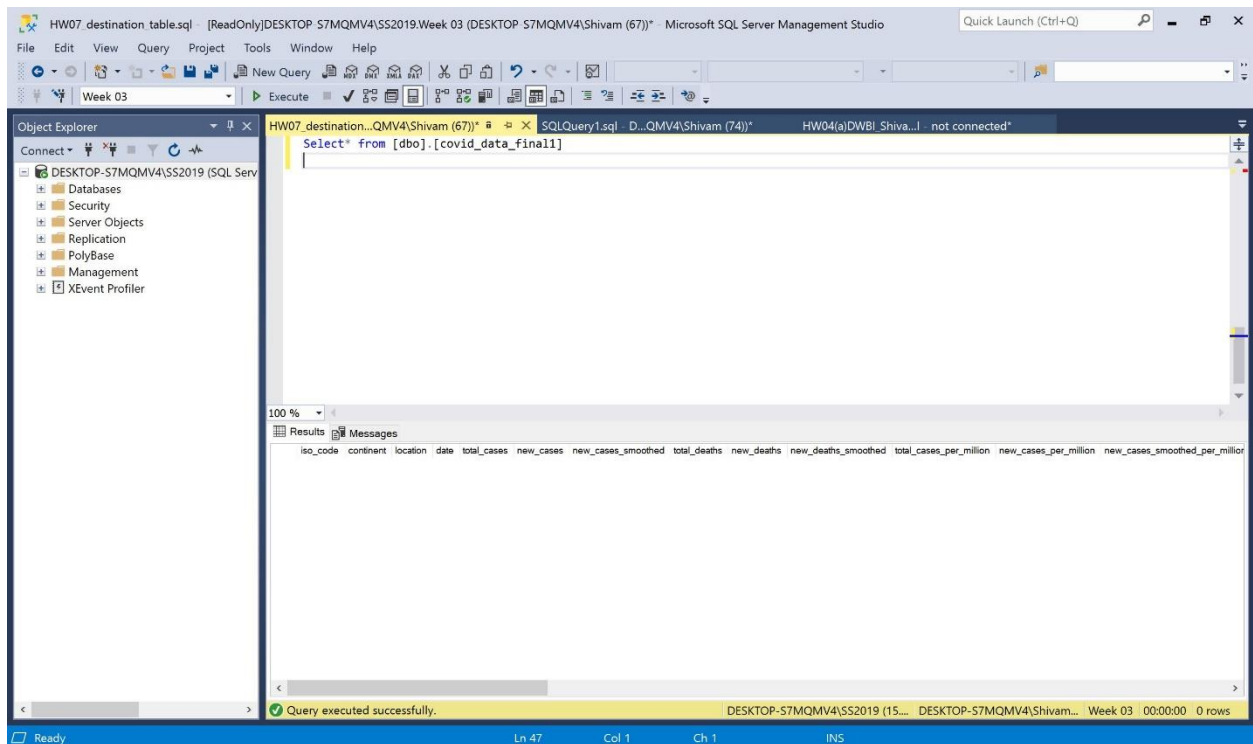 HW07_destination_table.sql - [ReadOnly]DESKTOP S7MQMV4\SS2019.Week 03 (DESKTOP S7MQMV4\Shivam (67))* - Microsoft SQL Server Management Studio
Quick Launch (Ctrl+Q)
File Edit View Query Project Tools Window Help
New Query MDX DMX XMLA DAX
Week 03 Execute
Object Explorer
HW07_destination...QMV4\Shivam (67))* SQLQuery1.sql - D...QMV4\Shivam (74))* HW04(a)DWBI_Shiva...l - not connected*
Connect
Select* from [dbo].[covid_data_final1]
DESKTOP-S7MQMV4\SS2019 (SQL Serv
Databases
Security
Server Objects
Replication
PolyBase
Management
XEvent Profiler
100 %
Results Messages
iso_code continent location date total_cases new_cases new_cases_smoothed total_deaths new_deaths new_deaths_smoothed total_cases_per_million new_cases_per_million new_cases_smoothed_per_million
Query executed successfully. DESKTOP-S7MQMV4\SS2019 (15.... DESKTOP-S7MQMV4\Shivam... Week 03 00:00:00 0 rows
Ready Ln 47 Col 1 Ch 1 INS